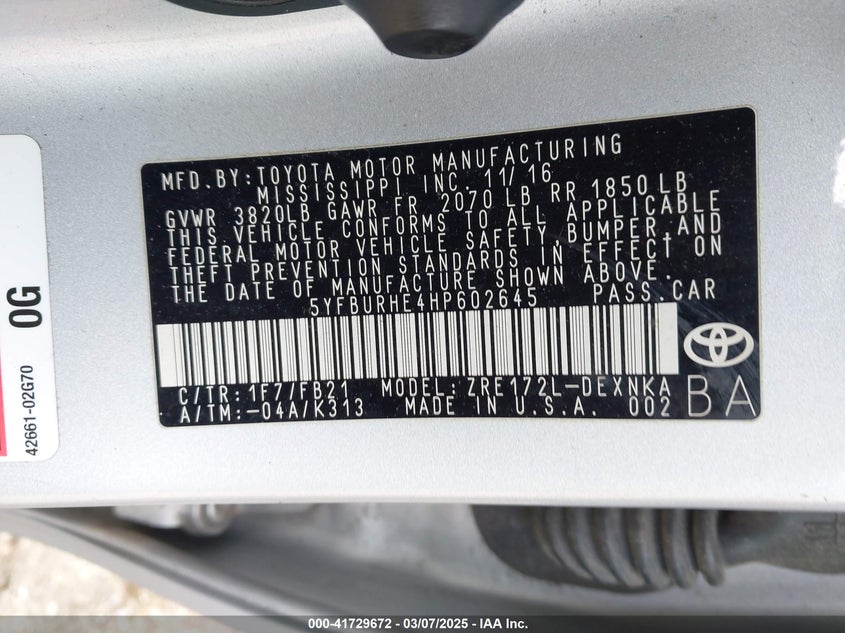 MFD.BY:TOYOTA MOTOR MANUFACTURING
MISSISSIPPI INC. 11/16
GVWR 3820LB GAWR FR 2070 LB RR 1850 LB
THIS VEHICLE CONFORMS TO ALL APPLICABLE
FEDERAL MOTOR VEHICLE SAFETY,BUMPER,AND
THEFT PREVENTION STANDARDS IN EFFECT ON
THE DATE OF MANUFACTURE SHOWN ABOVE.
5YFBURHE4HP602645 PASS.CAR
C/TR:1F7/FB21 MODEL:ZRE172L-DEXNKA
A/TM:-04A/K313 MADE IN U.S.A. 002
BA
0G
42661-02G70
000-41729672 / 03/07/2025 - IAA Inc.